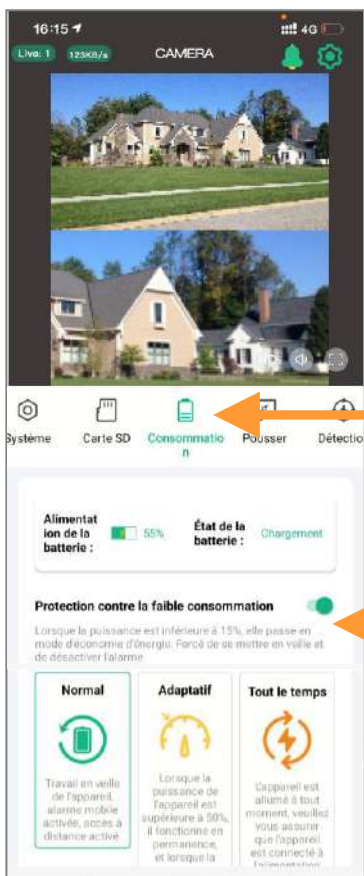 16:15 4G
Live: 1 123KB/s CAMERA
Système Carte SD Consommatio Pousser Détectio
n
Alimentat
ion de la
batterie : 55% État de la
batterie : Chargement
Protection contre la faible consommation
Lorsque la puissance est inférieure à 15%, elle passe en
mode d'économie d'énergie. Forcé de se mettre en veille et
de désactiver l'alarme
Normal
Travail en veille
de l'appareil,
alarme mobile
activée, accès à
distance activé
Adaptatif
Lorsque la
puissance de
l'appareil est
supérieure à 50%,
il fonctionne en
permanence,
et lorsque la
Tout le temps
L'appareil est
allumé à tout
moment, veuillez
vous assurer
que l'appareil
est connecté à
l'alimentation